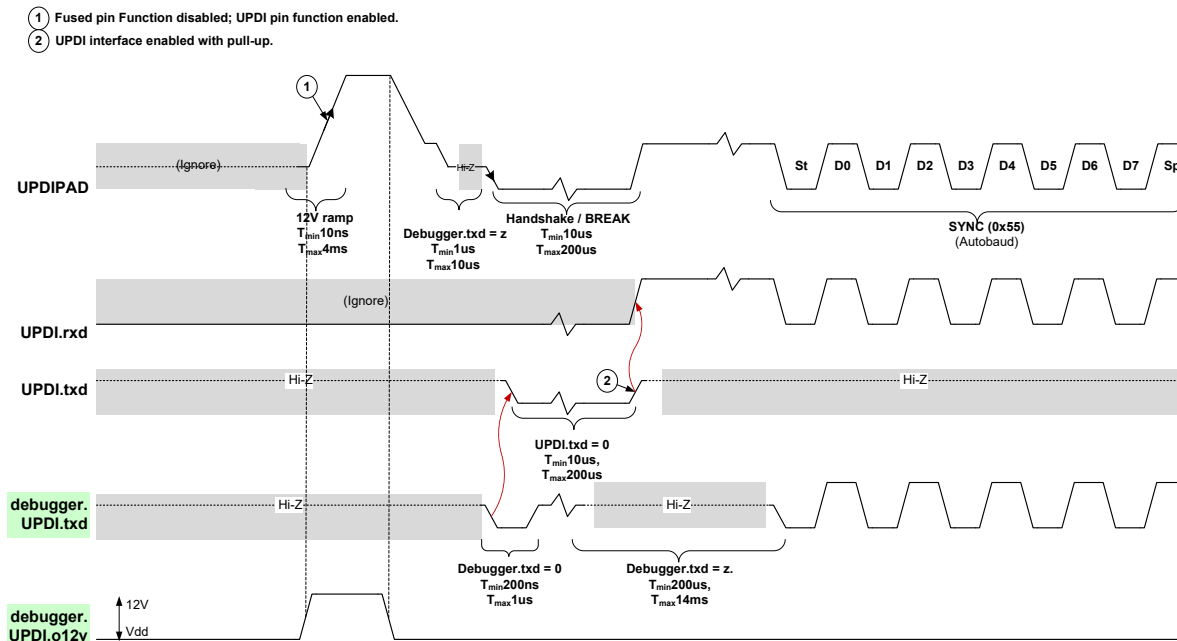 1 Fused pin Function disabled; UPDI pin function enabled.
2 UPDI interface enabled with pull-up.
1
(Ignore)
Hi-Z
UPDIPAD
St D0 D1 D2 D3 D4 D5 D6 D7 Sp
12V ramp
Tmin10ns
Tmax4ms
Debugger.txd = z
Tmin1us
Tmax10us
Handshake / BREAK
Tmin10us
Tmax200us
SYNC (0x55)
(Autobaud)
(Ignore)
UPDI.rxd
Hi-Z
2
Hi-Z
UPDI.txd
UPDI.txd = 0
Tmin10us,
Tmax200us
debugger.
UPDI.txd
Hi-Z
Hi-Z
Debugger.txd = 0
Tmin200ns
Tmax1us
Debugger.txd = z.
Tmin200us,
Tmax14ms
debugger.
UPDI.o12v
12V
Vdd